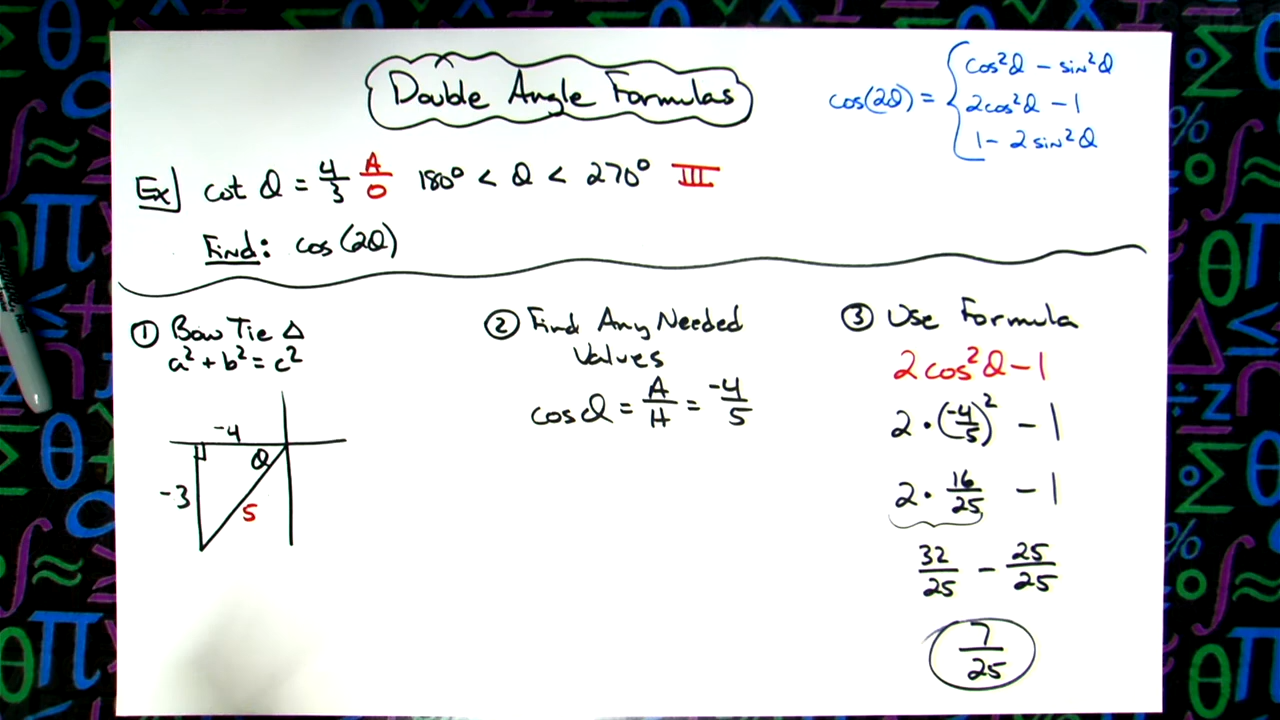 Double Angle Formulas
cos(2θ) = { cos²θ - sin²θ
2cos²θ - 1
1 - 2 sin²θ
Ex] cot θ = 4/3 A/O 180° < θ < 270° III
Find: cos(2θ)
① Bow Tie △
a² + b² = c²
-4
θ
-3
5
② Find Any Needed
Values
cos θ = A/H = -4/5
③ Use Formula
2cos²θ - 1
2 · (-4/5)² - 1
2 · 16/25 - 1
32/25 - 25/25
7/25